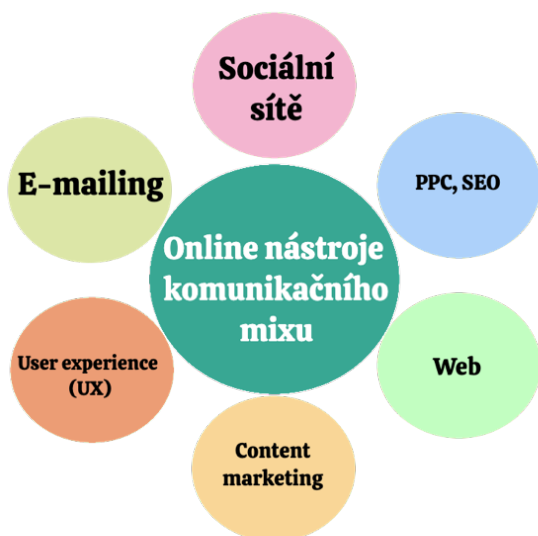 Sociální
sítě
E-mailing
PPC, SEO
Online nástroje
komunikačního
mixu
User experience
(UX)
Web
Content
marketing